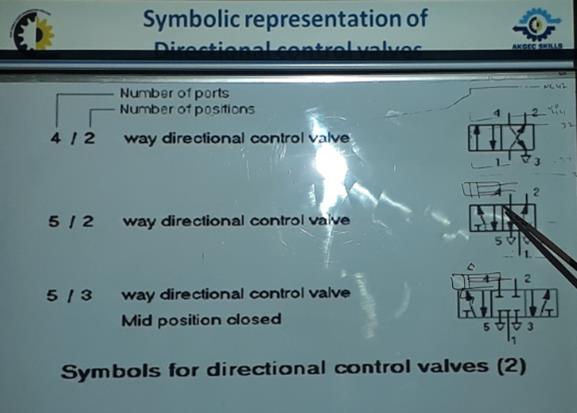 Symbolic representation of
Directional control valves
AKGEC SKILLS
Number of ports
Number of positions
4 / 2 way directional control valve
4 2
1 3
5 / 2 way directional control valve
4 2
5 1
5 / 3 way directional control valve
Mid position closed
4 2
5 3
1
Symbols for directional control valves (2)